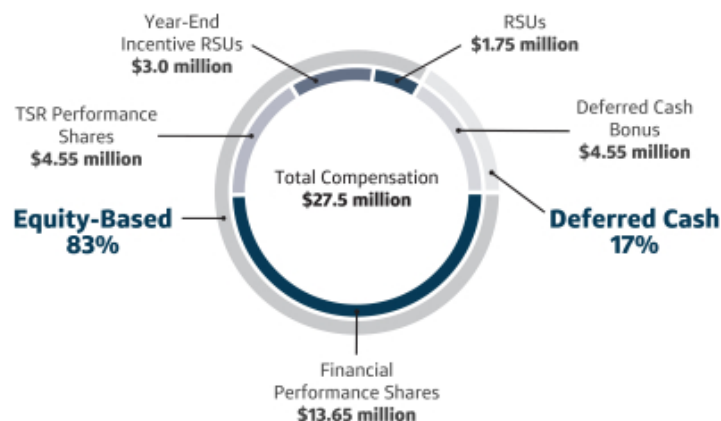 Year-End
Incentive RSUs
$3.0 million
RSUs
$1.75 million
TSR Performance
Shares
$4.55 million
Deferred Cash
Bonus
$4.55 million
Total Compensation
$27.5 million
Equity-Based
83%
Deferred Cash
17%
Financial
Performance Shares
$13.65 million